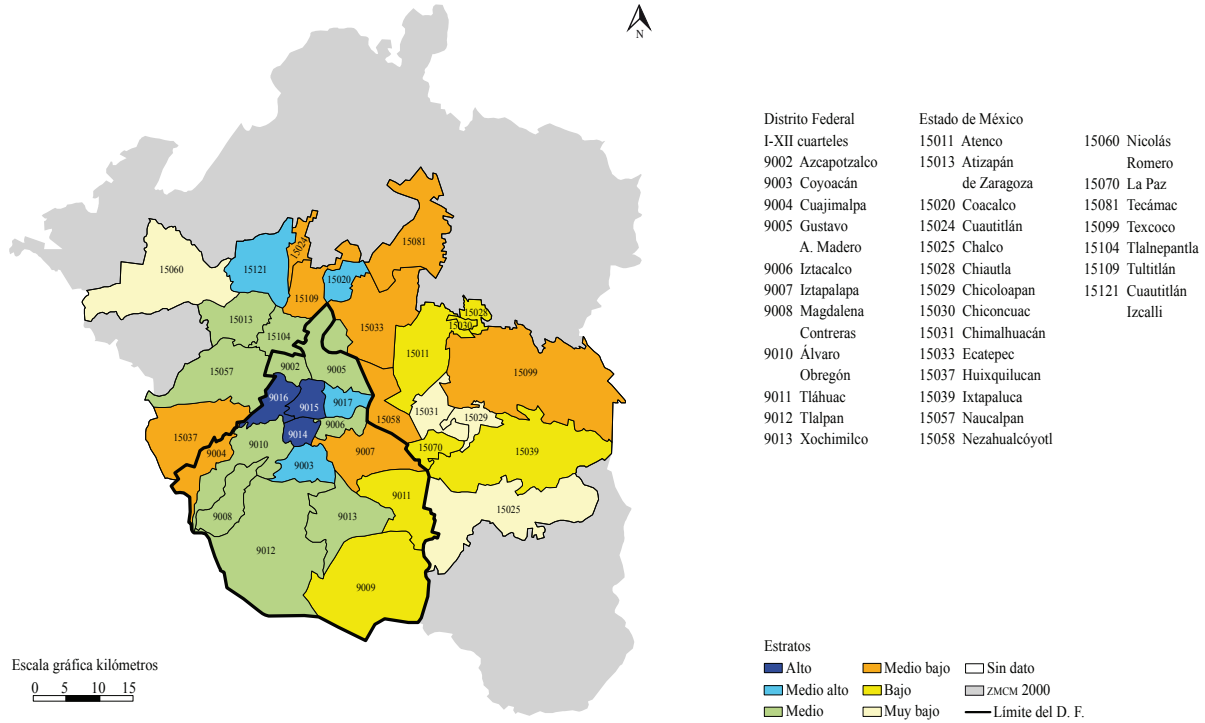 N
15081
15024
15060
15121
15020
15109
15028
15013
15033
15030
15104
15011
9002
9005
15057
15099
9016
9015
9017
15031
15029
15058
9006
9014
15037
9010
15070
9004
9007
15039
9003
9011
15025
9008
9013
9012
9009
Escala gráfica kilómetros
0 5 10 15
Distrito Federal
I-XII cuarteles
9002 Azcapotzalco
9003 Coyoacán
9004 Cuajimalpa
9005 Gustavo
A. Madero
9006 Iztacalco
9007 Iztapalapa
9008 Magdalena
Contreras
9010 Álvaro
Obregón
9011 Tláhuac
9012 Tlalpan
9013 Xochimilco
Estado de México
15011 Atenco
15013 Atizapán
de Zaragoza
15020 Coacalco
15024 Cuautitlán
15025 Chalco
15028 Chiautla
15029 Chicoloapan
15030 Chiconcuac
15031 Chimalhuacán
15033 Ecatepec
15037 Huixquilucan
15039 Ixtapaluca
15057 Naucalpan
15058 Nezahualcóyotl
15060 Nicolás
Romero
15070 La Paz
15081 Tecámac
15099 Texcoco
15104 Tlalnepantla
15109 Tultitlán
15121 Cuautitlán
Izcalli
Estratos
Alto
Medio alto
Medio
Medio bajo
Bajo
Muy bajo
Sin dato
ZMCM 2000
Límite del D. F.